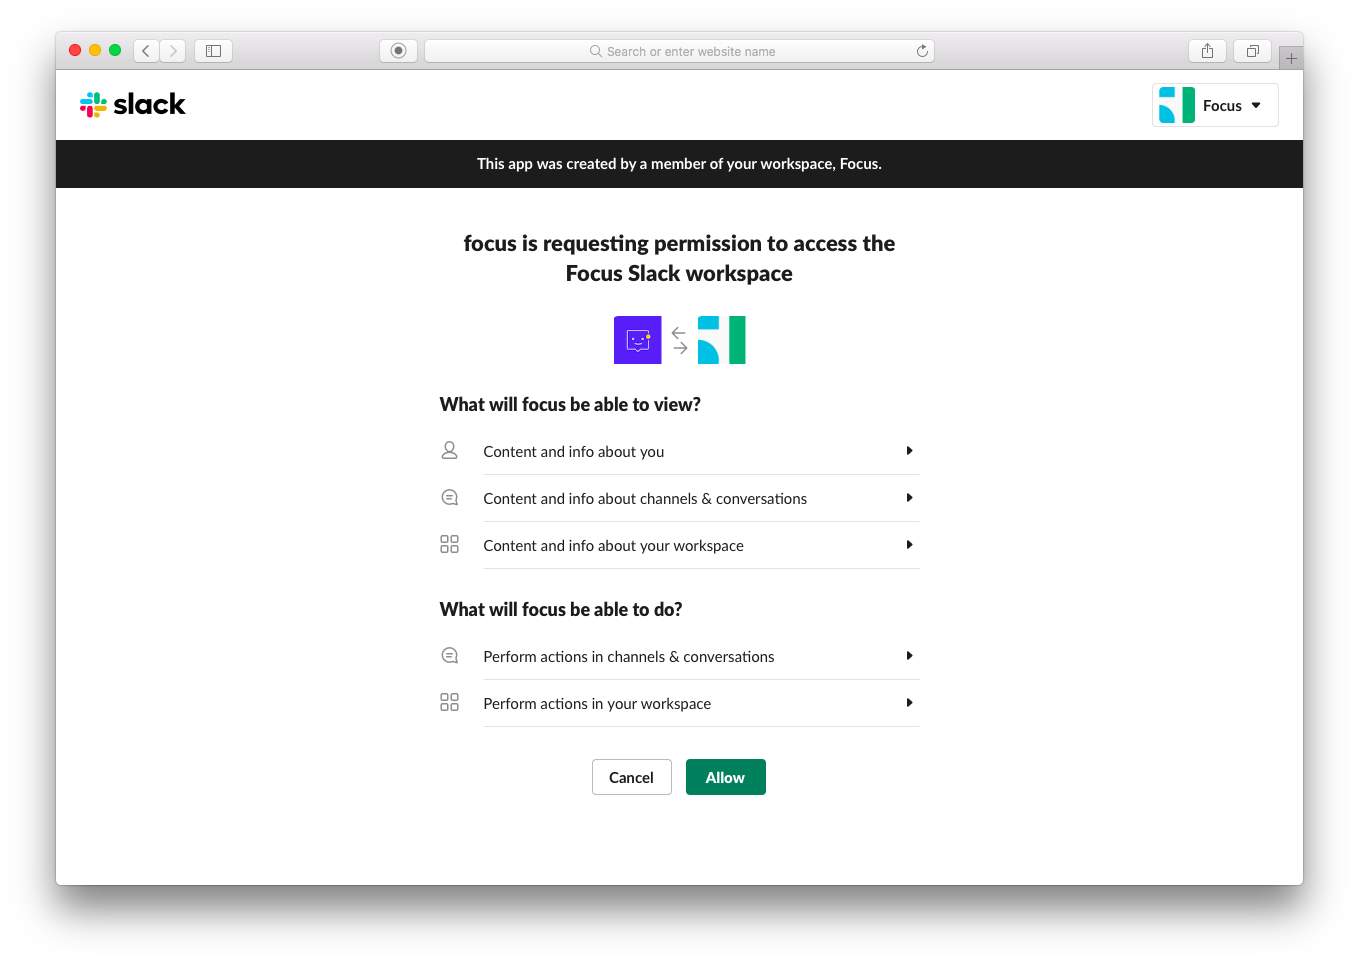 Search or enter website name
slack
Focus
This app was created by a member of your workspace, Focus.
focus is requesting permission to access the
Focus Slack workspace
What will focus be able to view?
Content and info about you
Content and info about channels & conversations
Content and info about your workspace
What will focus be able to do?
Perform actions in channels & conversations
Perform actions in your workspace
Cancel
Allow